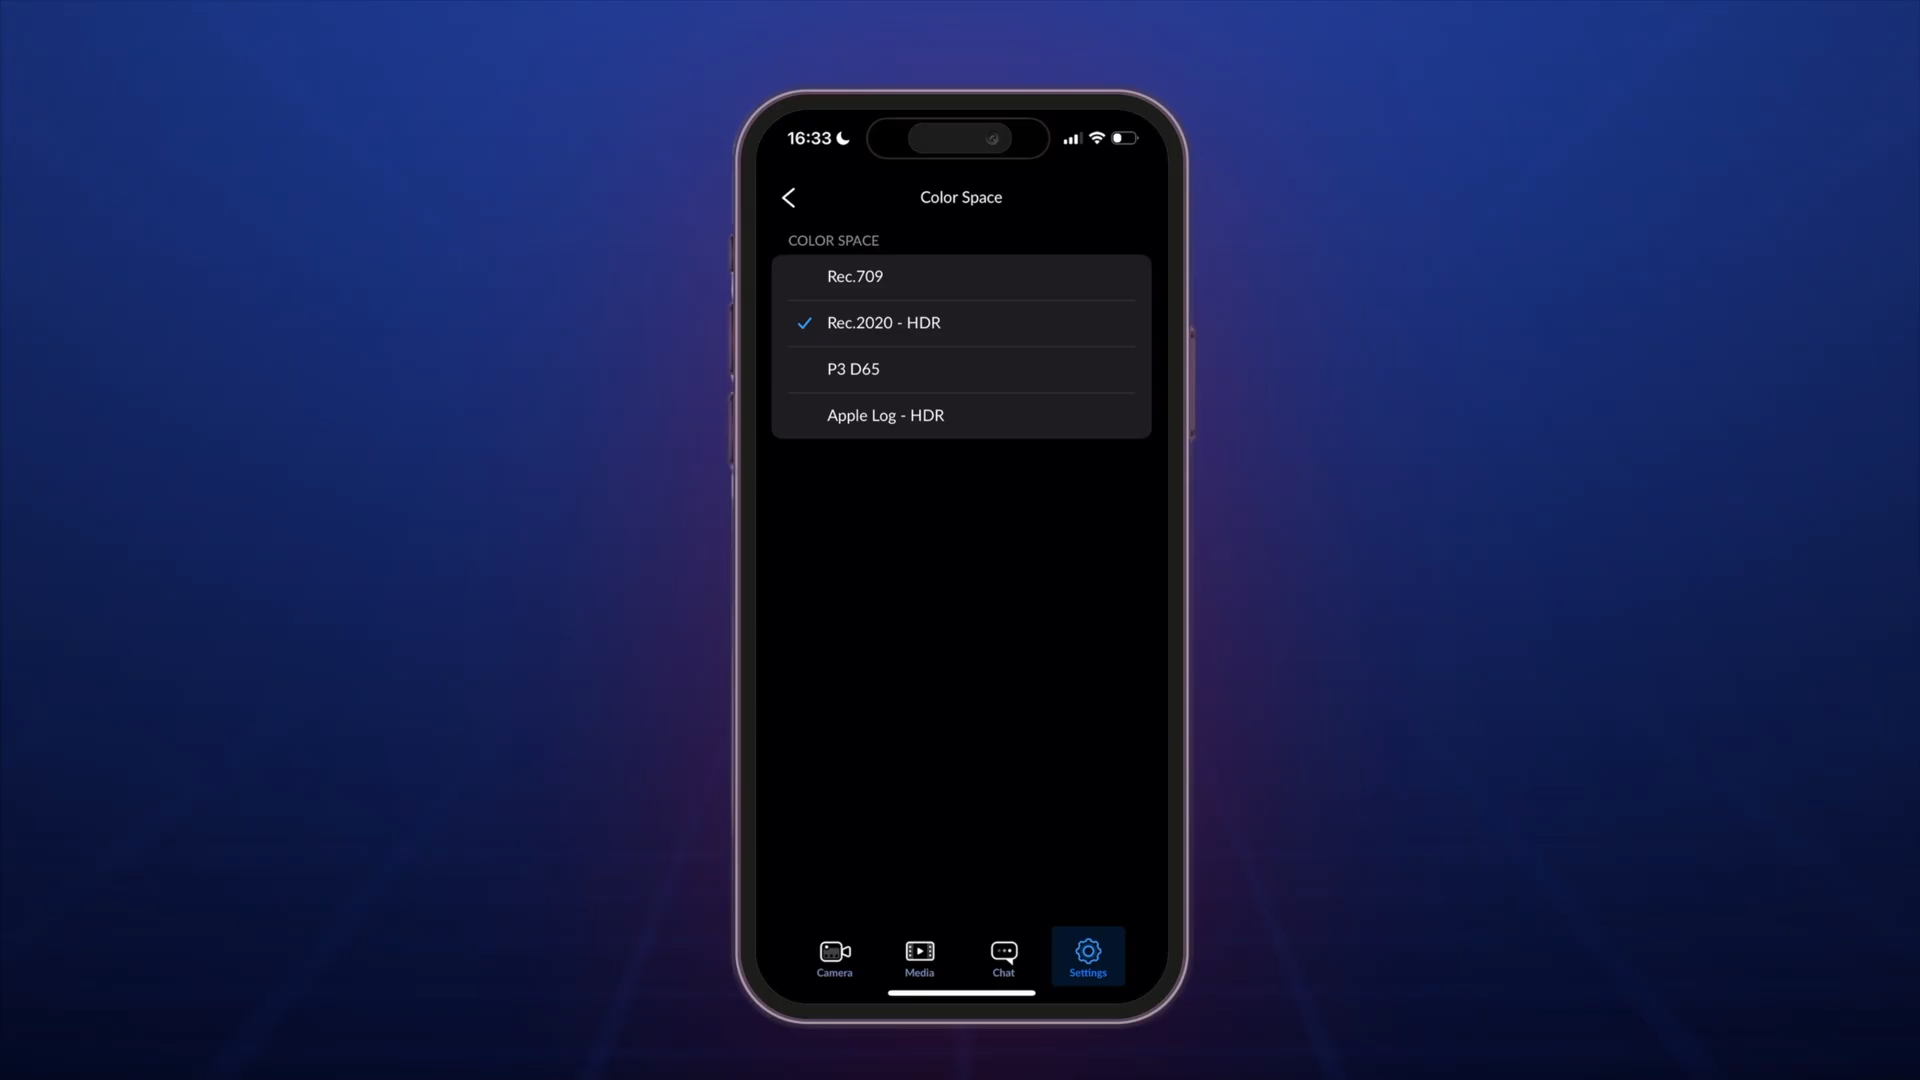 16:33
Color Space
COLOR SPACE
Rec.709
Rec.2020 - HDR
P3 D65
Apple Log - HDR
Camera
Media
Chat
Settings